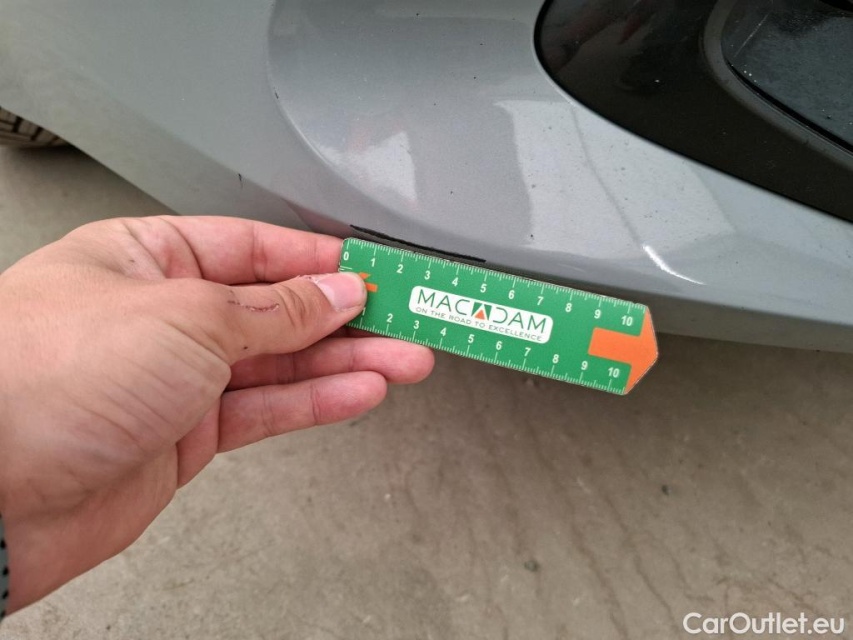 0 1 2 3 4 5 6 7 8 9 10
MACADAM
ON THE ROAD TO EXCELLENCE
2 3 4 5 6 7 8 9 10
CarOutlet.eu